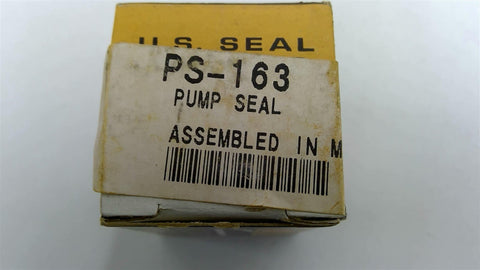 U.S. SEAL
PS-163
PUMP SEAL
ASSEMBLED IN M